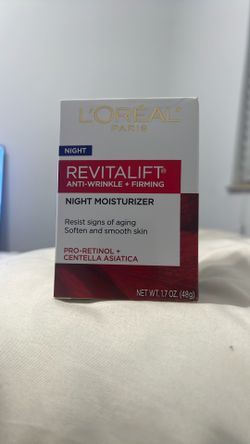 L'ORÉAL
PARIS
NIGHT
REVITALIFT®
ANTI-WRINKLE + FIRMING
NIGHT MOISTURIZER
Resist signs of aging
Soften and smooth skin
PRO-RETINOL +
CENTELLA ASIATICA
NET WT. 1.7 OZ. (48g)